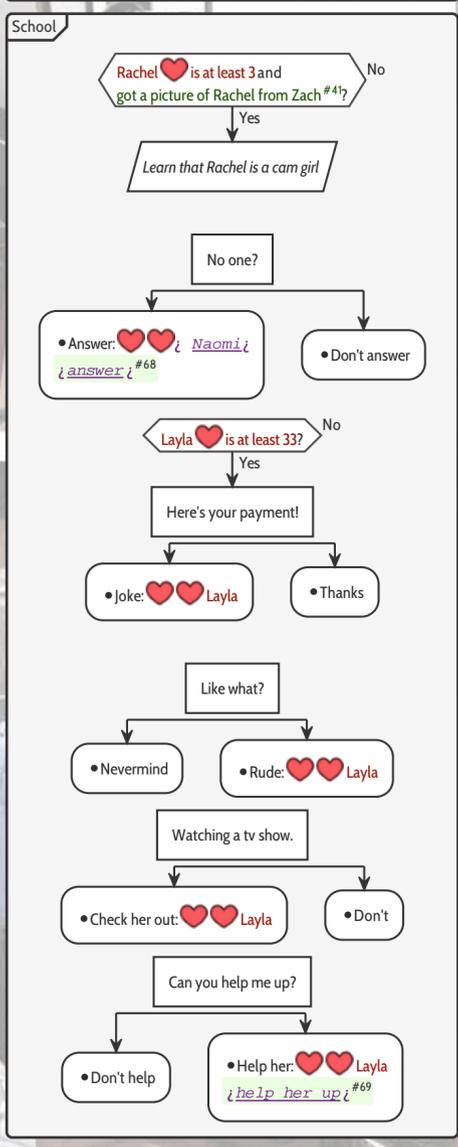 School
Rachel is at least 3 and
No
got a picture of Rachel from Zach #41?
Yes
Learn that Rachel is a cam girl
No one?
• Answer: ¿ Naomi¿
¿answer¿ #68
• Don't answer
Layla is at least 33?
No
Yes
Here's your payment!
• Joke: Layla
• Thanks
Like what?
• Nevermind
• Rude: Layla
Watching a tv show.
• Check her out: Layla
• Don't
Can you help me up?
• Don't help
• Help her: Layla
¿help her up¿ #69